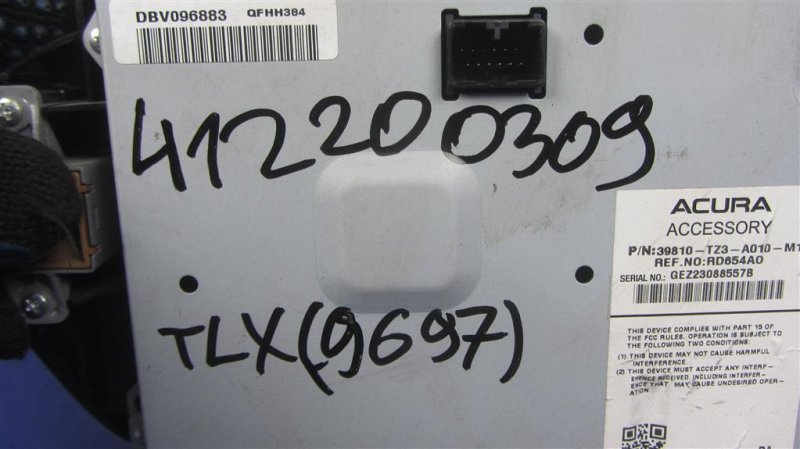 DBV096883 QFHH384
412200309
ACURA
ACCESSORY
P/N:39810-TZ3-A010-M1
REF.NO:RD654A0
SERIAL NO.: GEZ230885578
TLX(9697)
THIS DEVICE COMPLIES WITH PART 15 OF
THE FCC RULES. OPERATION IS SUBJECT TO
THE FOLLOWING TWO CONDITIONS:
(1) THIS DEVICE MAY NOT CAUSE HARMFUL
INTERFERENCE.
(2) THIS DEVICE MUST ACCEPT ANY INTERF-
ERENCE RECEIVED INCLUDING INTERFER-
ENCE THAT MAY CAUSE UNDESIRED OPER-
ATION